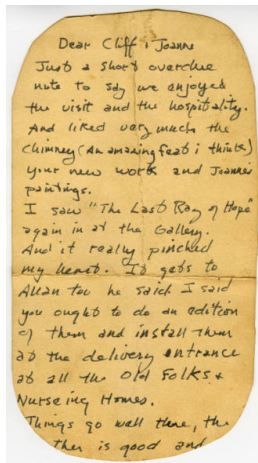 Dear Cliff & Joanne
Just a short overdue
note to say we enjoyed
the visit and the hospitality.
And liked very much the
chimney (An amazing feat i think)
your new work and Joannes
paintings.
I saw "The Last Ray of Hope"
again in at the Gallery.
And it really pinched
my heart. It gets to
Allan too he said. I said
you ought to do an edition
of them and install them
at the delivery entrance
at all the Old Folks &
Nurseing Homes.
Things go well there, the
ther is good and